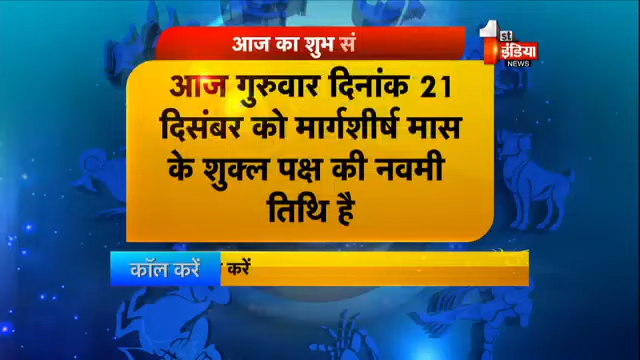 आज का शुभ सं
1st
इंडिया
NEWS
आज गुरुवार दिनांक 21
दिसंबर को मार्गशीर्ष मास
के शुक्ल पक्ष की नवमी
तिथि है
कॉल करें
करें